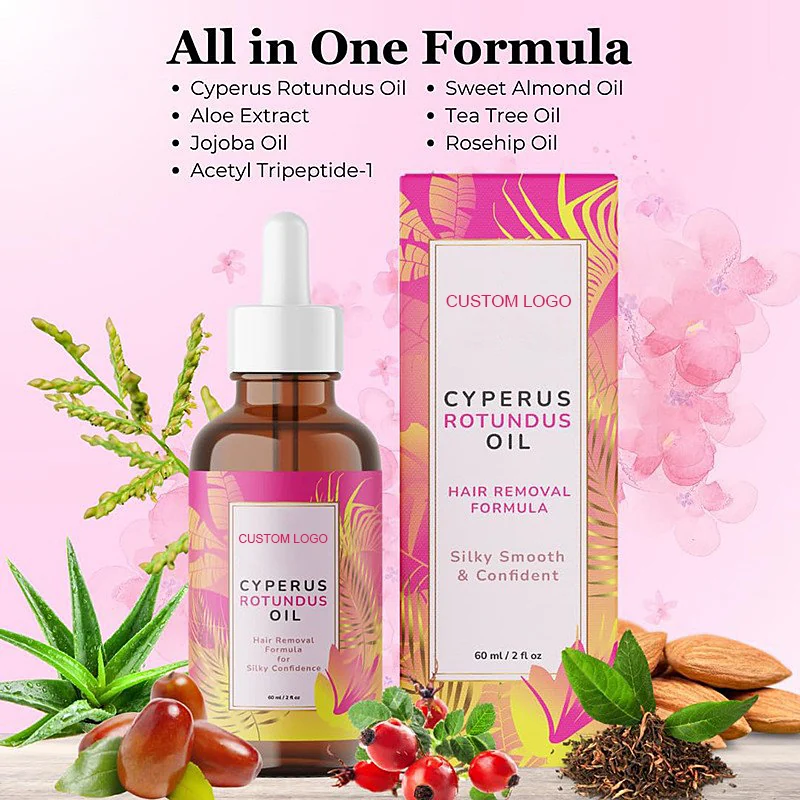 All in One Formula
• Cyperus Rotundus Oil
• Aloe Extract
• Jojoba Oil
• Acetyl Tripeptide-1
• Sweet Almond Oil
• Tea Tree Oil
• Rosehip Oil
CUSTOM LOGO
CYPERUS
ROTUNDUS
OIL
HAIR REMOVAL
FORMULA
Silky Smooth
& Confident
60 ml / 2 fl oz
CUSTOM LOGO
CYPERUS
ROTUNDUS
OIL
Hair Removal
Formula
for
Silky Confidence
60 ml / 2 fl oz